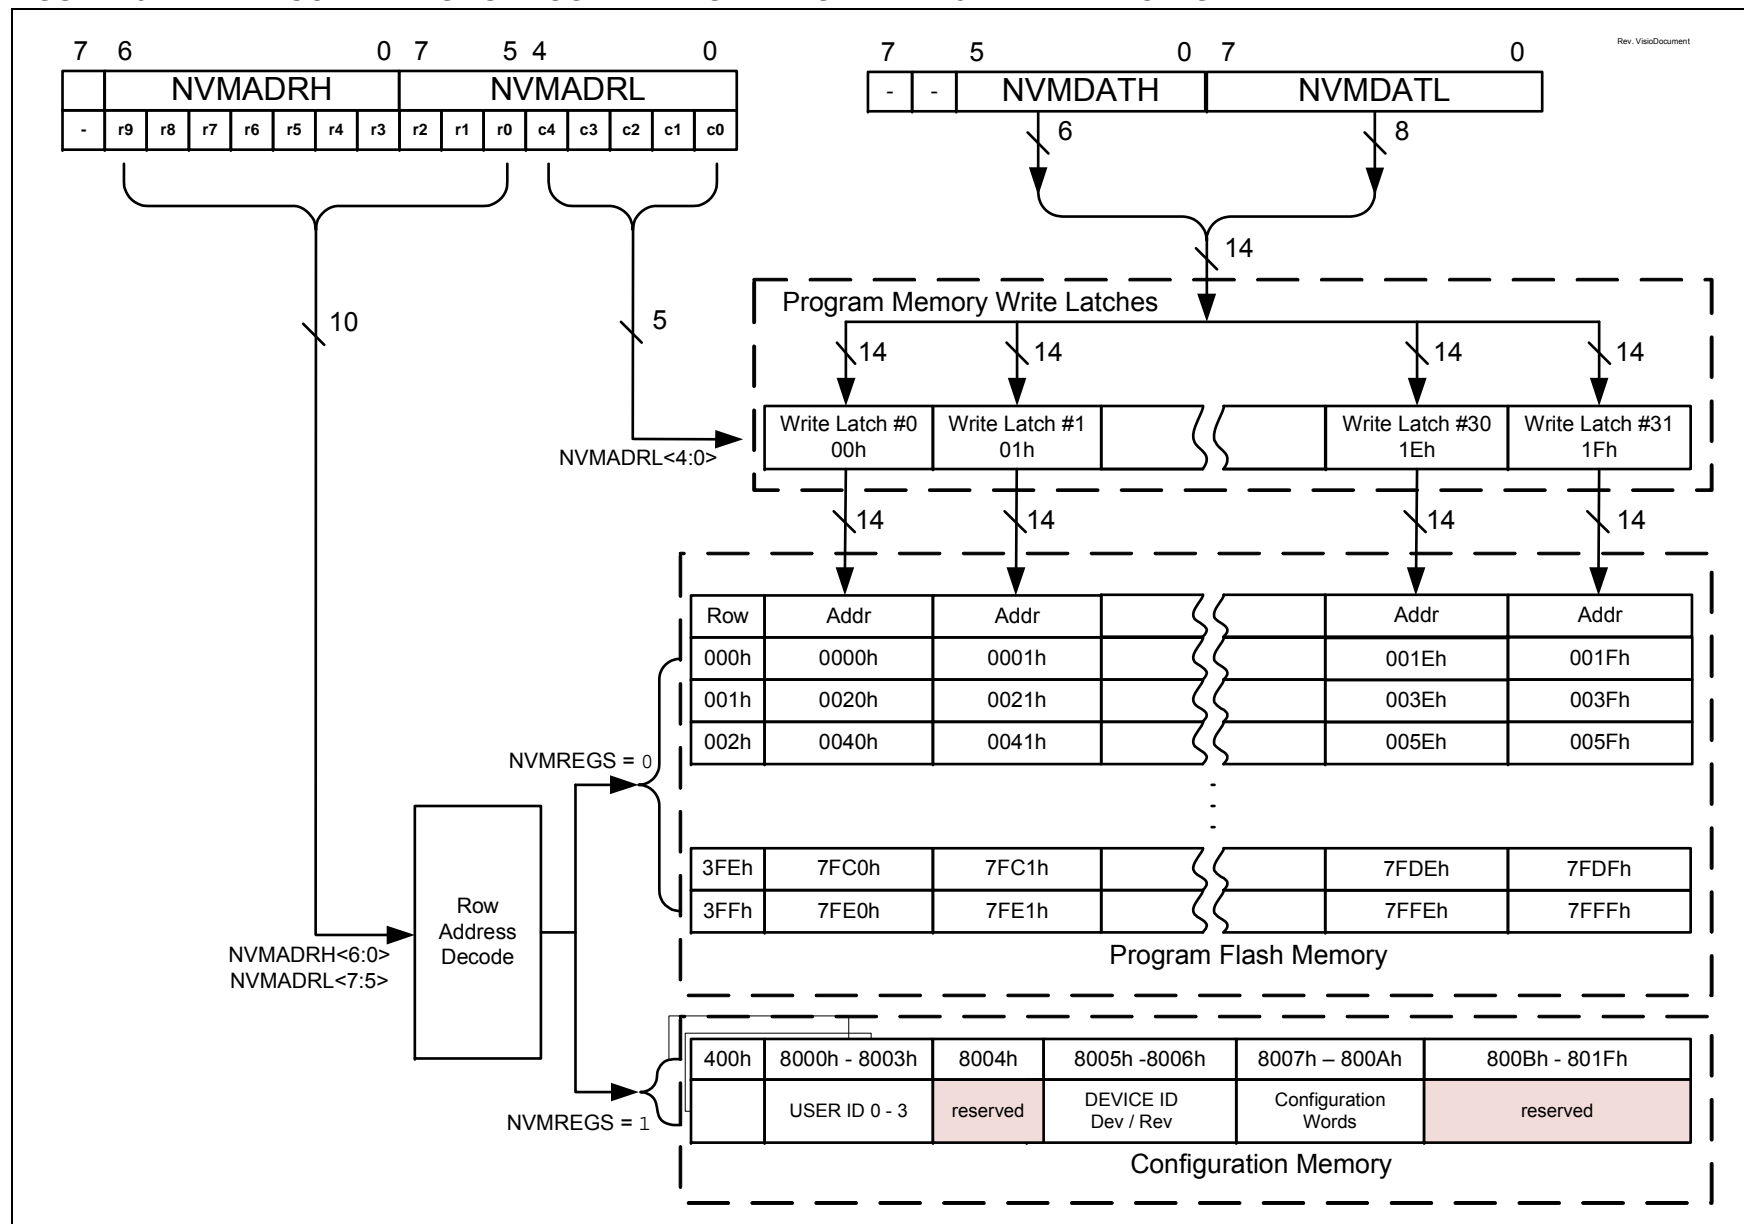 7 6 0 7 5 4 0
7 5 0 7 0
Rev. VisioDocument
NVMADRH NVMADRL
- - NVMDATH NVMDATL
- r9 r8 r7 r6 r5 r4 r3 r2 r1 r0 c4 c3 c2 c1 c0
6 8
14
Program Memory Write Latches
10 5
14 14 14 14
Write Latch #0 Write Latch #1 Write Latch #30 Write Latch #31
00h 01h 1Eh 1Fh
NVMADRL<4:0>
14 14 14 14
Row Addr Addr Addr Addr
000h 0000h 0001h 001Eh 001Fh
001h 0020h 0021h 003Eh 003Fh
002h 0040h 0041h 005Eh 005Fh
NVMREGS = 0
3FEh 7FC0h 7FC1h 7FDEh 7FDFh
3FFh 7FE0h 7FE1h 7FFEh 7FFFh
Row
Address
Decode
NVMADRH<6:0>
NVMADRL<7:5>
Program Flash Memory
400h 8000h - 8003h 8004h 8005h -8006h 8007h – 800Ah 800Bh - 801Fh
USER ID 0 - 3 reserved DEVICE ID Configuration reserved
Dev / Rev Words
NVMREGS = 1
Configuration Memory